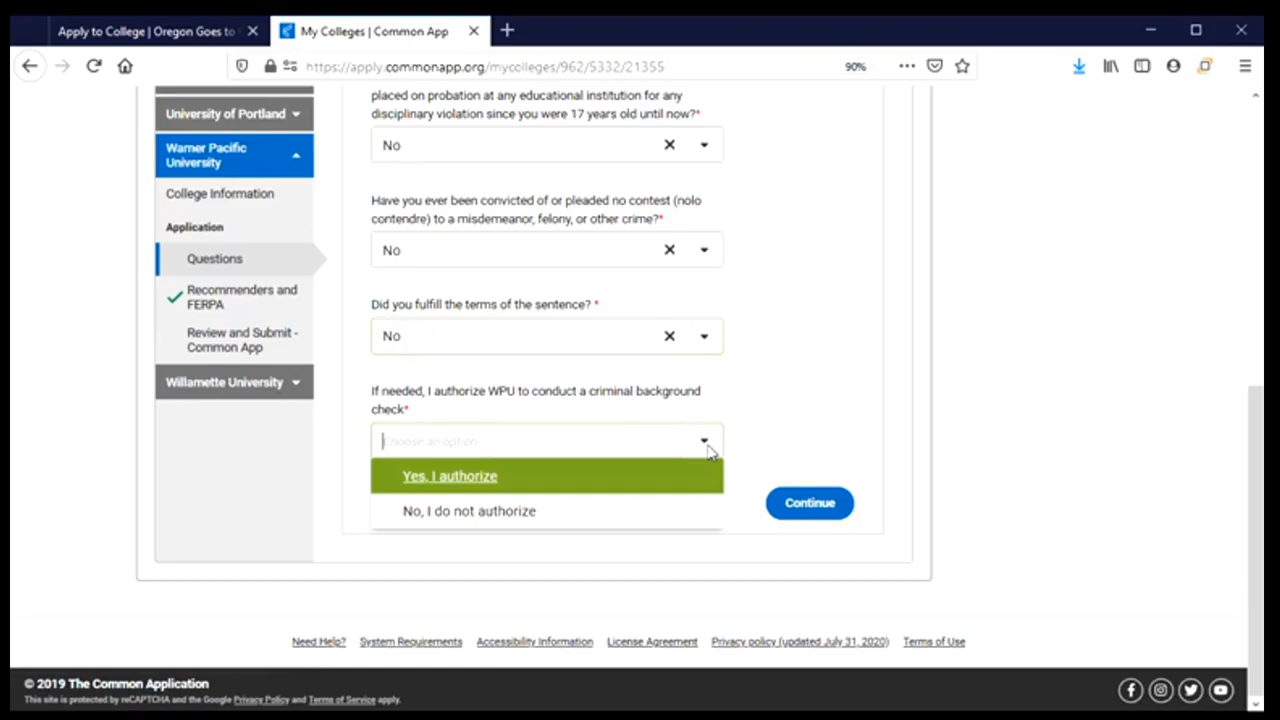 Apply to College | Oregon Goes to
My Colleges | Common App
https://apply.commonapp.org/mycolleges/962/5332/21355
90%
University of Portland
Warner Pacific
University
College Information
Application
Questions
Recommenders and
FERPA
Review and Submit -
Common App
Willamette University
placed on probation at any educational institution for any
disciplinary violation since you were 17 years old until now?*
No
Have you ever been convicted of or pleaded no contest (nolo
contendre) to a misdemeanor, felony, or other crime?*
No
Did you fulfill the terms of the sentence? *
No
If needed, I authorize WPU to conduct a criminal background
check*
Choose an option
Yes, I authorize
No, I do not authorize
Continue
Need Help? System Requirements Accessibility Information License Agreement Privacy policy (updated July 31, 2020) Terms of Use
© 2019 The Common Application
This site is protected by reCAPTCHA and the Google Privacy Policy and Terms of Service apply.